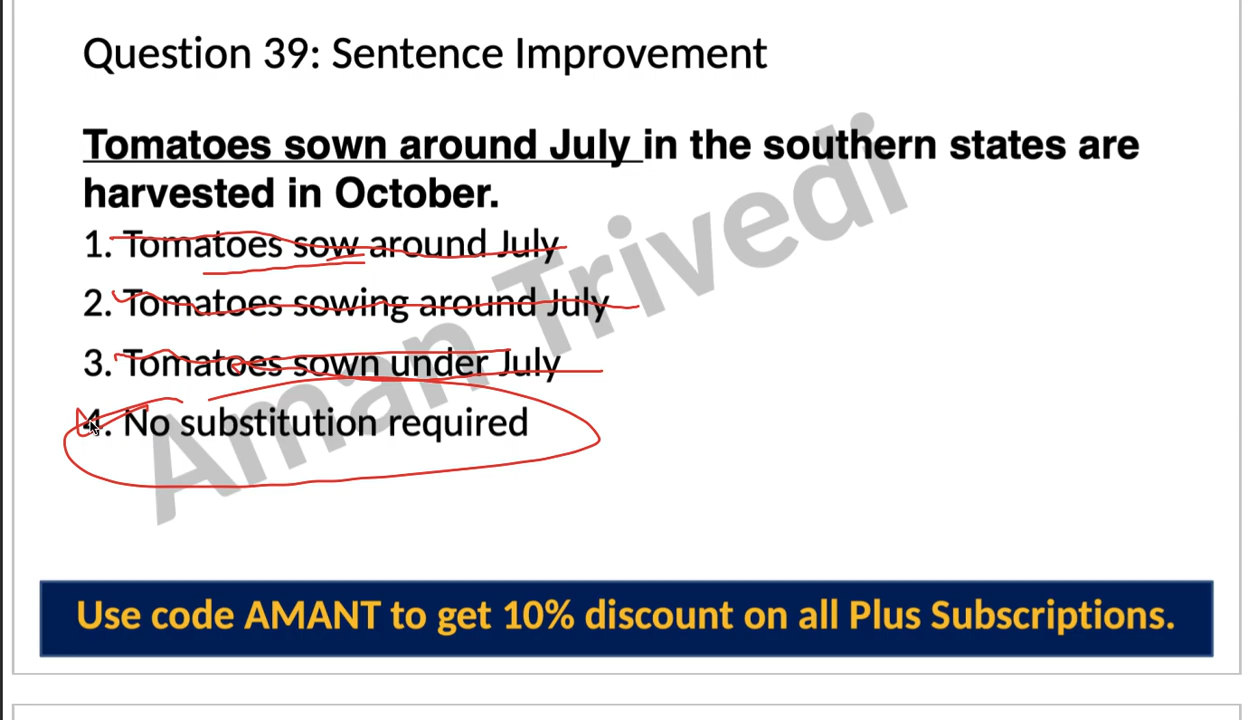 Question 39: Sentence Improvement
Tomatoes sown around July in the southern states are
harvested in October.
1. Tomatoes sow around July
2. Tomatoes sowing around July
3. Tomatoes sown under July
4. No substitution required
Aman Trivedi
Use code AMANT to get 10% discount on all Plus Subscriptions.